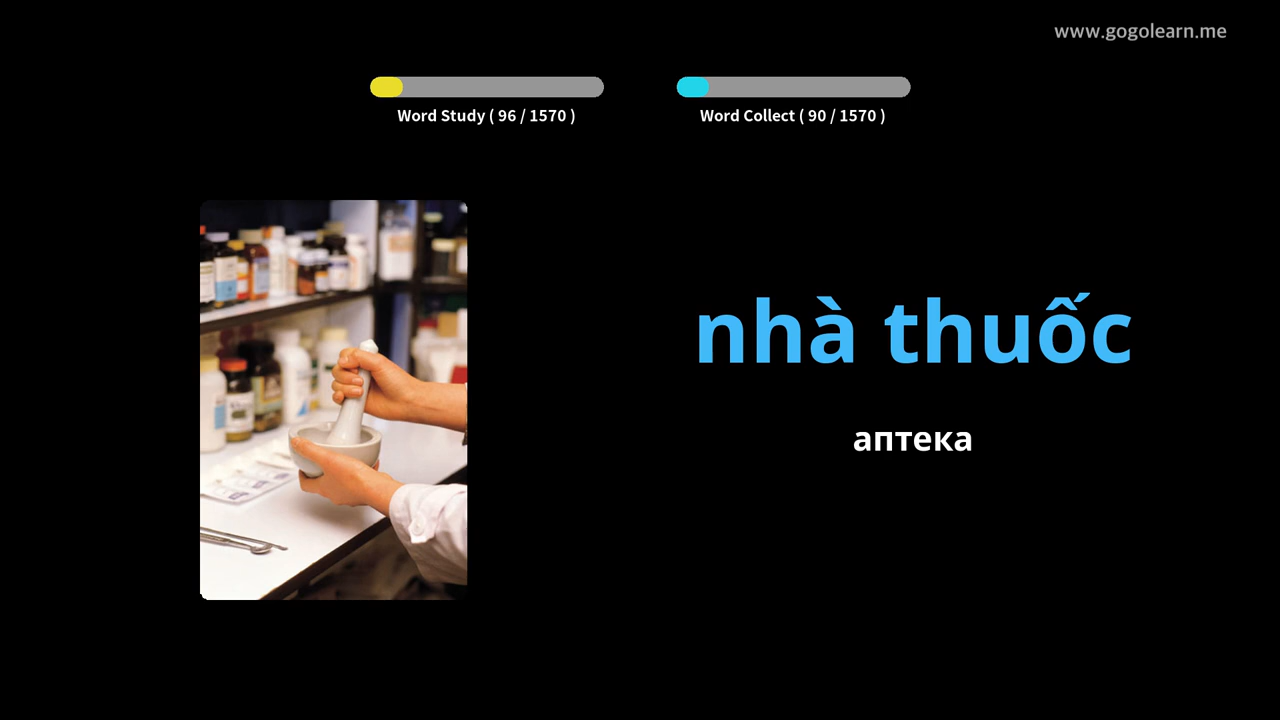 www.gogolearn.me
Word Study ( 96 / 1570 )
Word Collect ( 90 / 1570 )
nhà thuốc
аптека